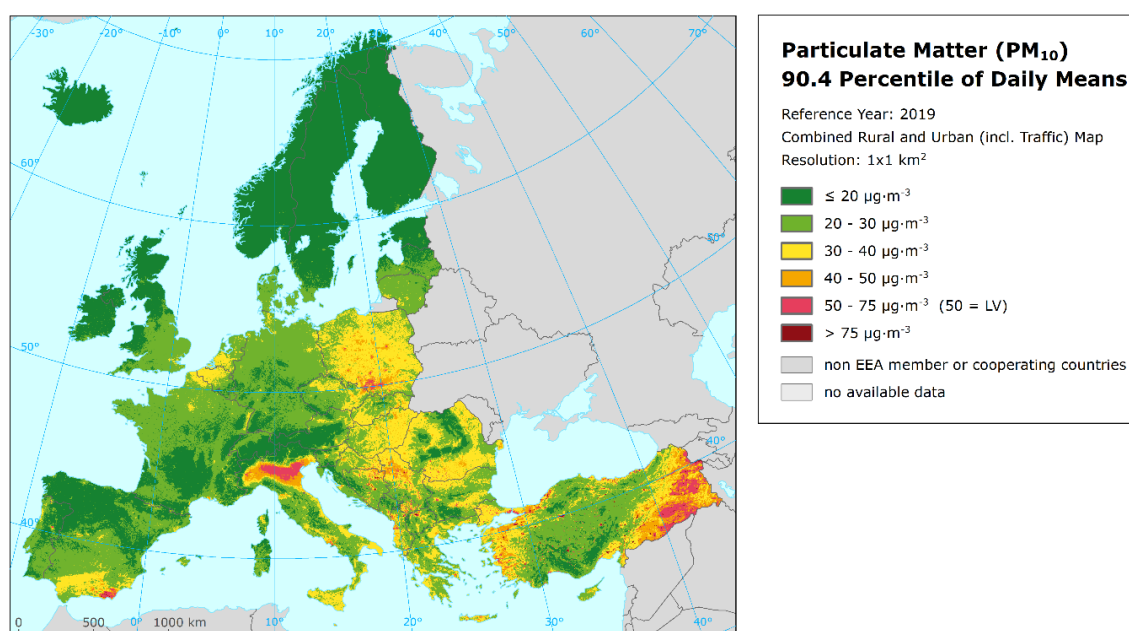 -30° -20° -10° 0° 10° 20° 30° 40° 50° 60° 70°
60°
50°
50°
40°
40°
0° 10° 20° 30° 40°
0 500 1000 km
Particulate Matter (PM₁₀)
90.4 Percentile of Daily Means
Reference Year: 2019
Combined Rural and Urban (incl. Traffic) Map
Resolution: 1x1 km²
≤ 20 µg·m⁻³
20 - 30 µg·m⁻³
30 - 40 µg·m⁻³
40 - 50 µg·m⁻³
50 - 75 µg·m⁻³ (50 = LV)
> 75 µg·m⁻³
non EEA member or cooperating countries
no available data